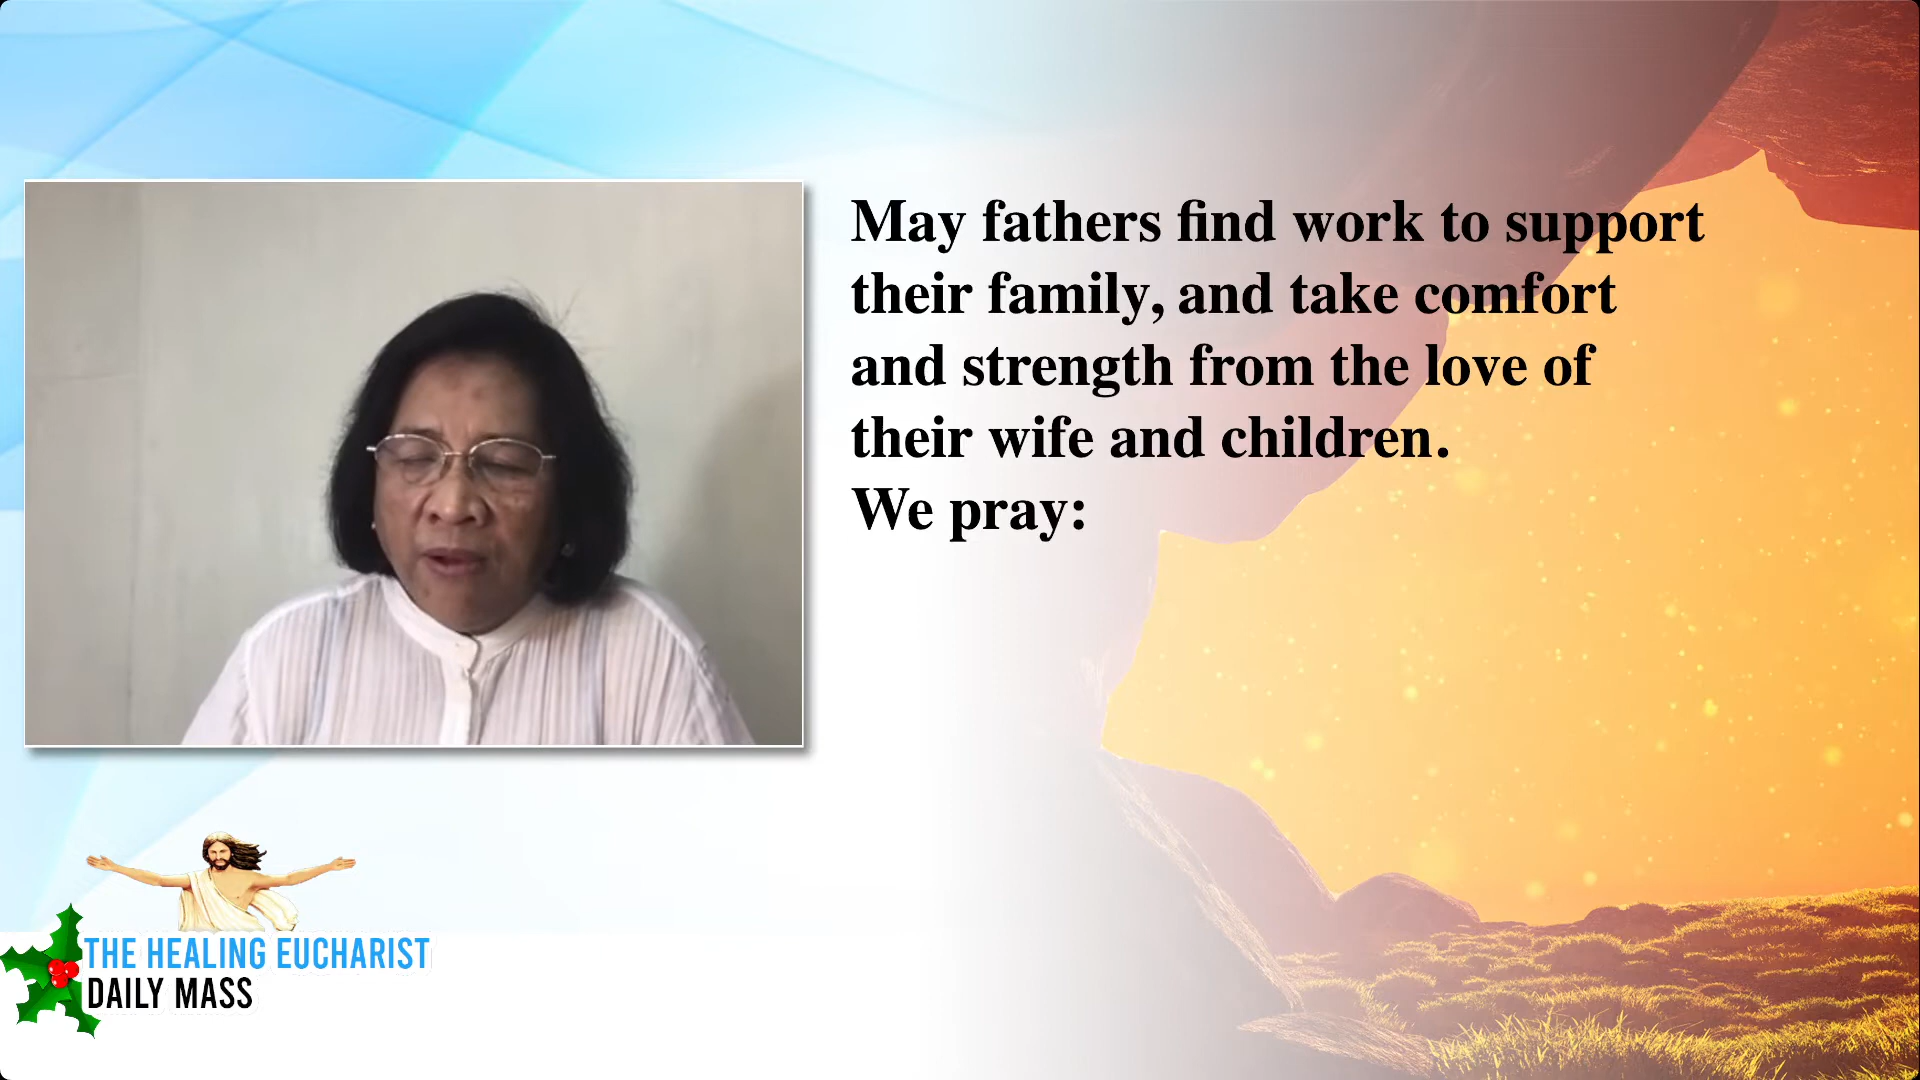 May fathers find work to support
their family, and take comfort
and strength from the love of
their wife and children.
We pray:
THE HEALING EUCHARIST
DAILY MASS